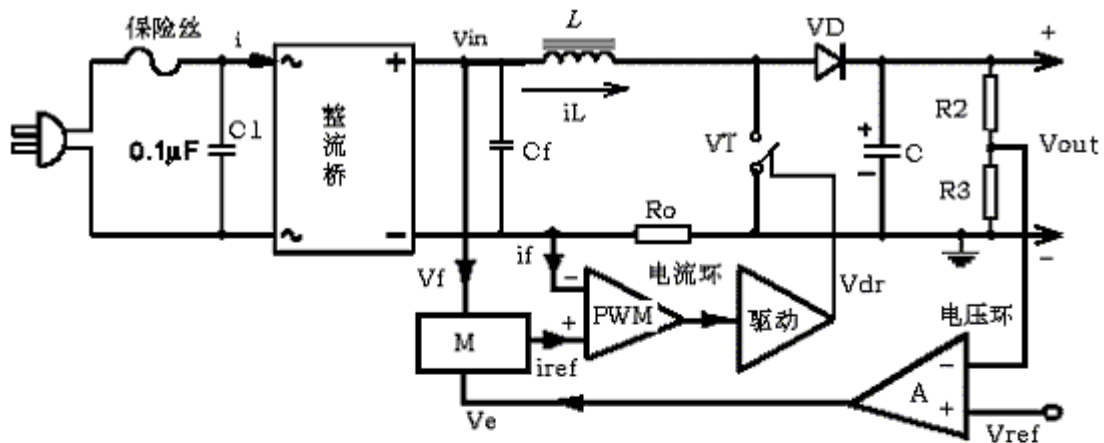 保险丝
i
Vin
L
VD
+
~
+
整流桥
iL
C1
0.1μF
Cf
VT
+
C
−
R2
Vout
R3
~
−
Ro
−
if
Vf
−
电流环
Vdr
PWM
驱动
电压环
M
+
iref
−
A
+
Ve
Vref